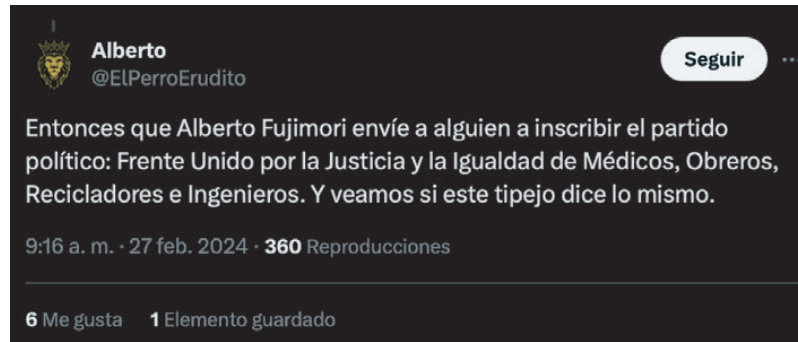 Alberto
Seguir
@ElPerroErudito
Entonces que Alberto Fujimori envíe a alguien a inscribir el partido
político: Frente Unido por la Justicia y la Igualdad de Médicos, Obreros,
Recicladores e Ingenieros. Y veamos si este tipejo dice lo mismo.
9:16 a. m. · 27 feb. 2024 · 360 Reproducciones
6 Me gusta 1 Elemento guardado